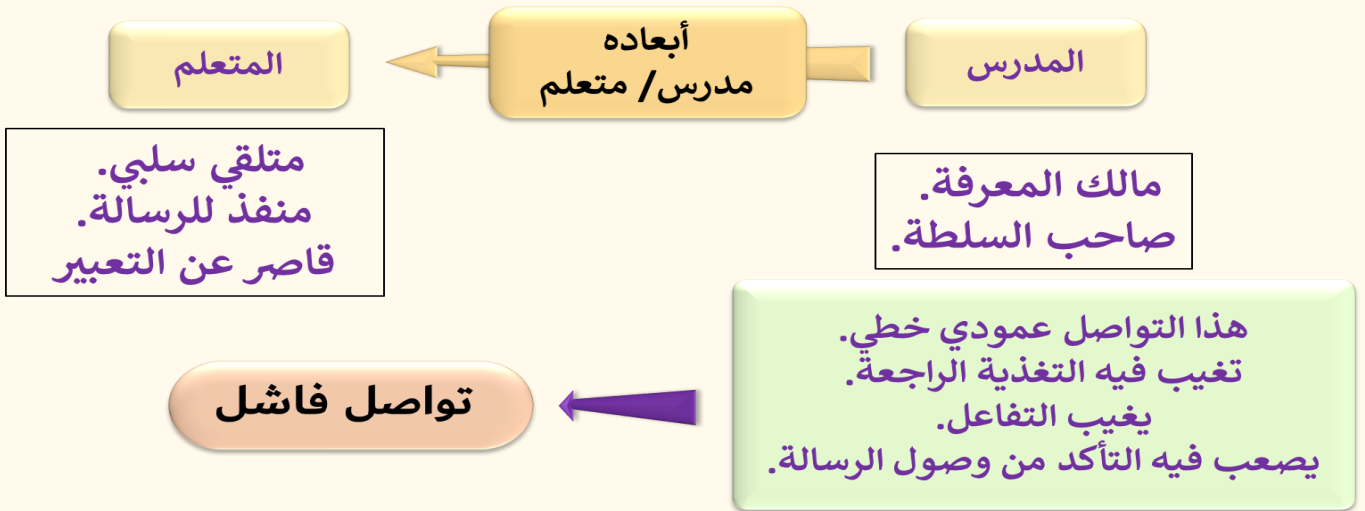 المدرس
أبعاده
مدرس/ متعلم
المتعلم
مالك المعرفة.
صاحب السلطة.
متلقي سلبي.
منفذ للرسالة.
قاصر عن التعبير
هذا التواصل عمودي خطي.
تغيب فيه التغذية الراجعة.
يغيب التفاعل.
يصعب فيه التأكد من وصول الرسالة.
تواصل فاشل